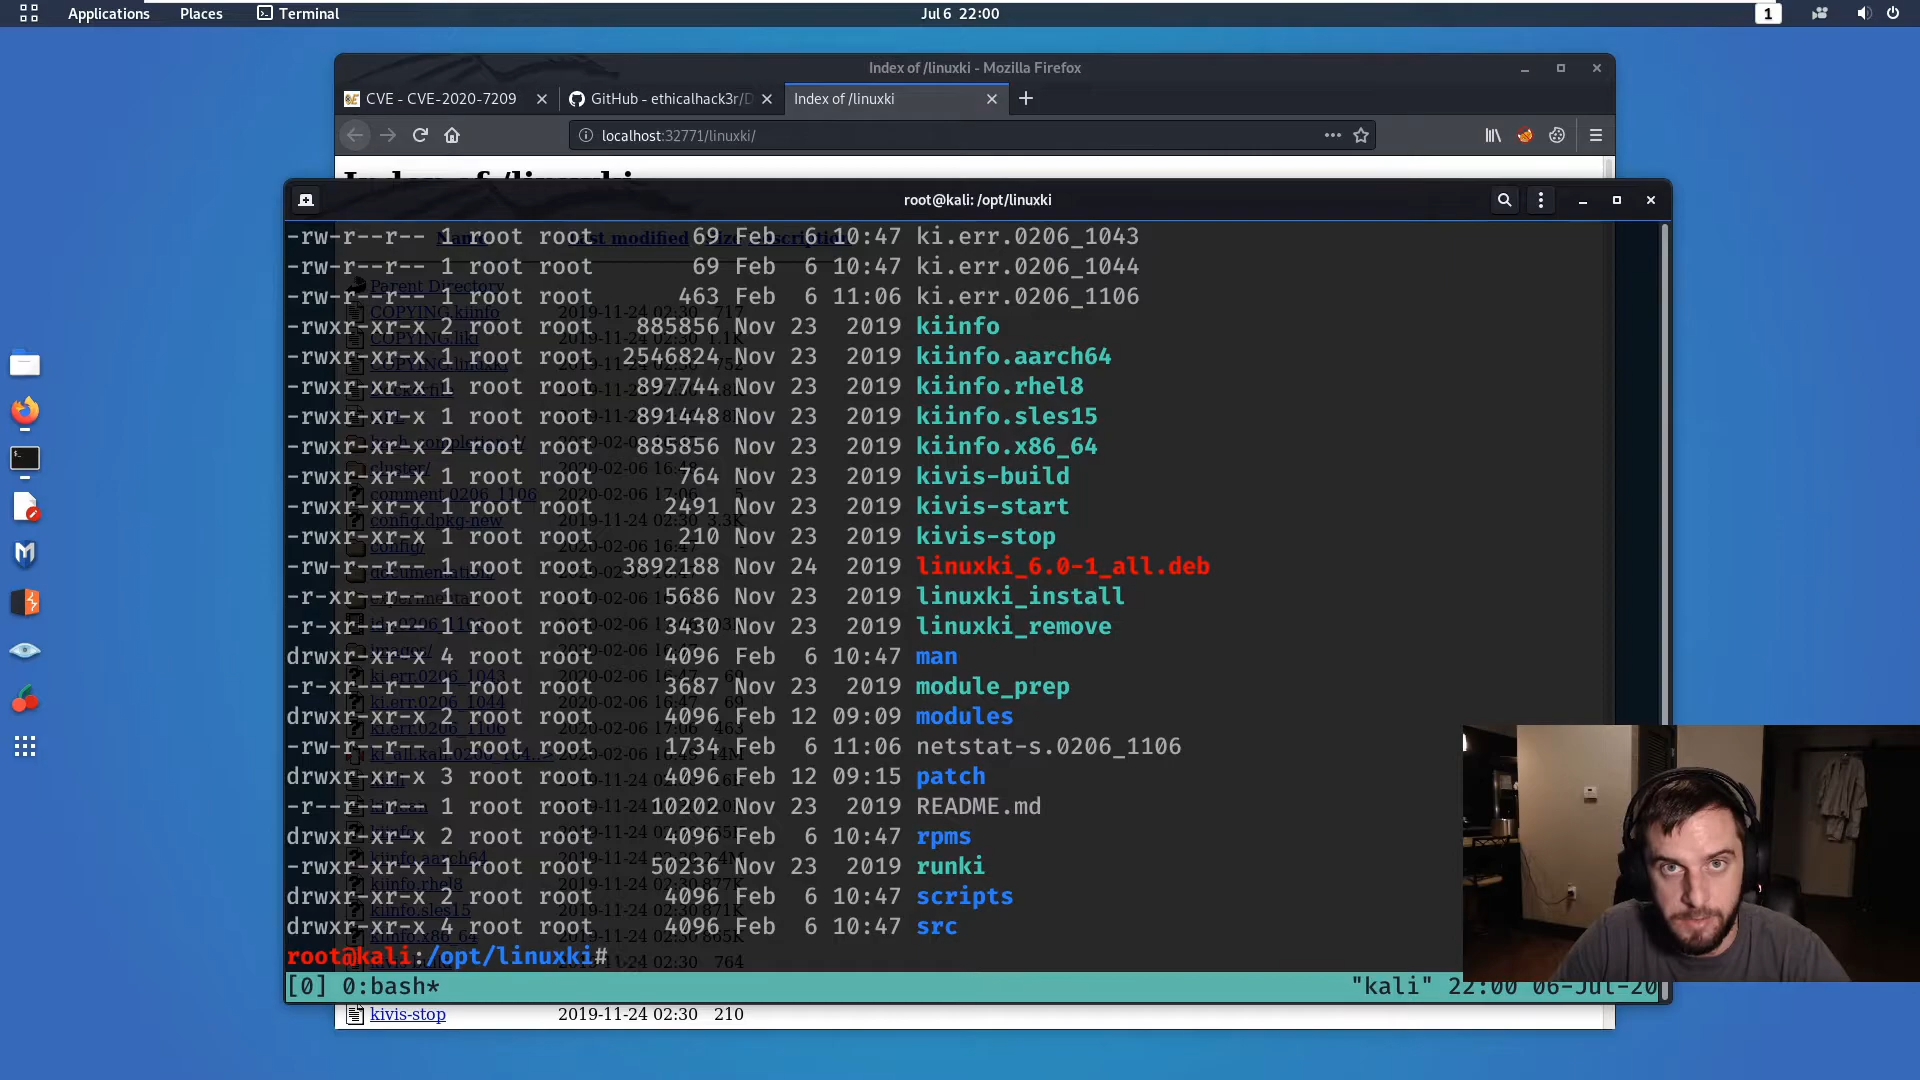 Applications Places Terminal Jul 6 22:00 1
Index of /linuxki - Mozilla Firefox
CVE - CVE-2020-7209 GitHub - ethicalhack3r/D Index of /linuxki
localhost:32771/linuxki/
root@kali: /opt/linuxki
-rw-r--r-- 1 root root 69 Feb 6 10:47 ki.err.0206_1043
-rw-r--r-- 1 root root 69 Feb 6 10:47 ki.err.0206_1044
-rw-r--r-- 1 root root 463 Feb 6 11:06 ki.err.0206_1106
-rwxr-xr-x 2 root root 885856 Nov 23 2019 kiinfo
-rwxr-xr-x 1 root root 2546824 Nov 23 2019 kiinfo.aarch64
-rwxr-xr-x 1 root root 897744 Nov 23 2019 kiinfo.rhel8
-rwxr-xr-x 1 root root 891448 Nov 23 2019 kiinfo.sles15
-rwxr-xr-x 2 root root 885856 Nov 23 2019 kiinfo.x86_64
-rwxr-xr-x 1 root root 764 Nov 23 2019 kivis-build
-rwxr-xr-x 1 root root 2491 Nov 23 2019 kivis-start
-rwxr-xr-x 1 root root 210 Nov 23 2019 kivis-stop
-rw-r--r-- 1 root root 3892188 Nov 24 2019 linuxki_6.0-1_all.deb
-r-xr--r-- 1 root root 5686 Nov 23 2019 linuxki_install
-r-xr--r-- 1 root root 3430 Nov 23 2019 linuxki_remove
drwxr-xr-x 4 root root 4096 Feb 6 10:47 man
-r-xr--r-- 1 root root 3687 Nov 23 2019 module_prep
drwxr-xr-x 2 root root 4096 Feb 12 09:09 modules
-rw-r--r-- 1 root root 1734 Feb 6 11:06 netstat-s.0206_1106
drwxr-xr-x 3 root root 4096 Feb 12 09:15 patch
-r--r--r-- 1 root root 10202 Nov 23 2019 README.md
drwxr-xr-x 2 root root 4096 Feb 6 10:47 rpms
-rwxr-xr-x 1 root root 50236 Nov 23 2019 runki
drwxr-xr-x 2 root root 4096 Feb 6 10:47 scripts
drwxr-xr-x 4 root root 4096 Feb 6 10:47 src
root@kali:/opt/linuxki#
[0] 0:bash* "kali" 22:00 06-Jul-20
kivis-stop 2019-11-24 02:30 210